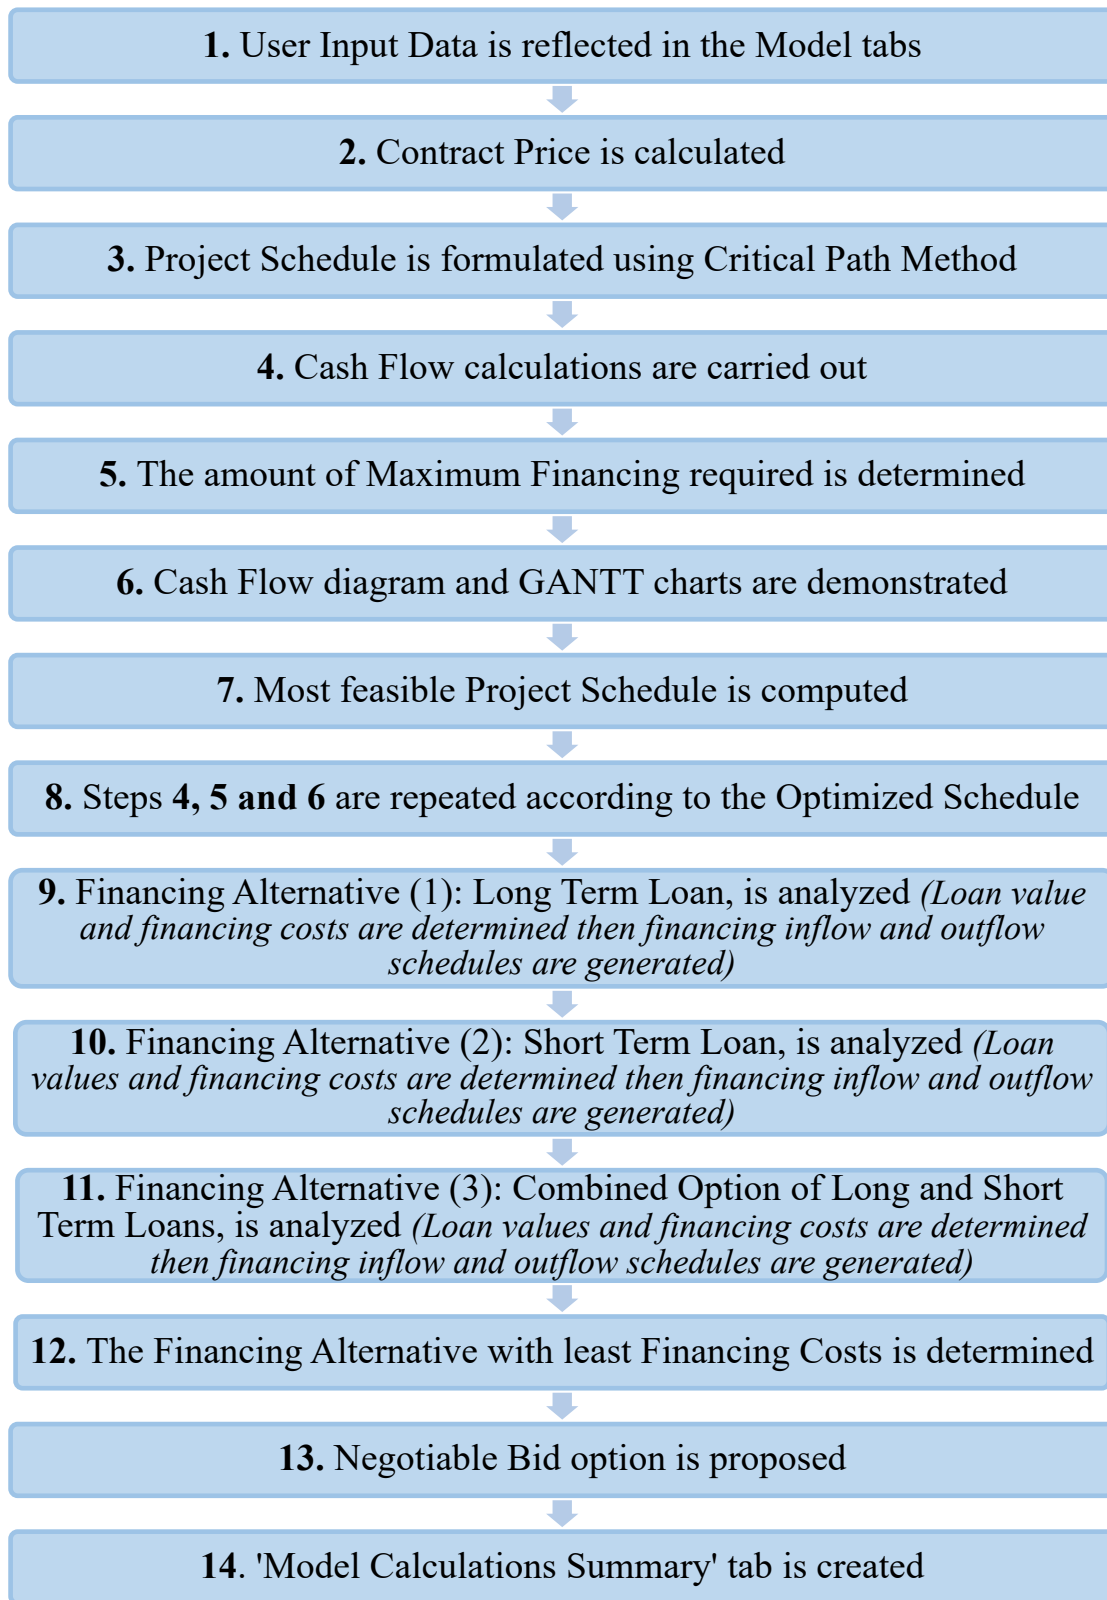 1. User Input Data is reflected in the Model tabs
2. Contract Price is calculated
3. Project Schedule is formulated using Critical Path Method
4. Cash Flow calculations are carried out
5. The amount of Maximum Financing required is determined
6. Cash Flow diagram and GANTT charts are demonstrated
7. Most feasible Project Schedule is computed
8. Steps 4, 5 and 6 are repeated according to the Optimized Schedule
9. Financing Alternative (1): Long Term Loan, is analyzed (Loan value
and financing costs are determined then financing inflow and outflow
schedules are generated)
10. Financing Alternative (2): Short Term Loan, is analyzed (Loan
values and financing costs are determined then financing inflow and outflow
schedules are generated)
11. Financing Alternative (3): Combined Option of Long and Short
Term Loans, is analyzed (Loan values and financing costs are determined
then financing inflow and outflow schedules are generated)
12. The Financing Alternative with least Financing Costs is determined
13. Negotiable Bid option is proposed
14. 'Model Calculations Summary' tab is created